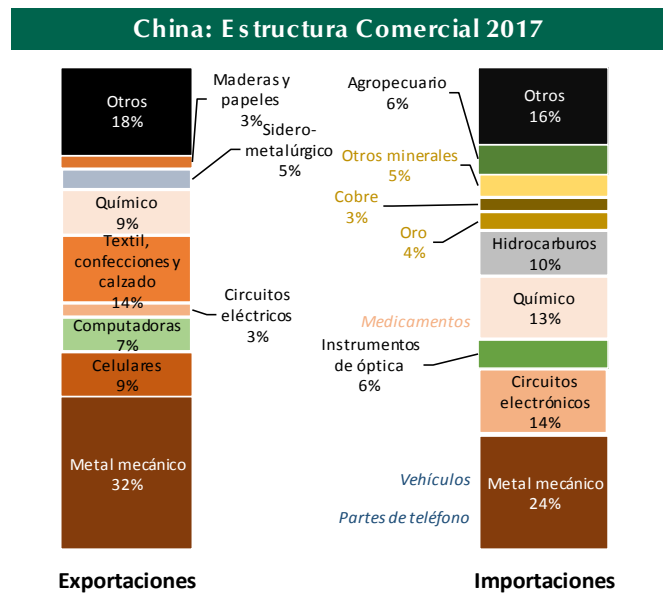 China: Estructura Comercial 2017
Otros
18%
Maderas y
papeles
3%
Sidero-
metalúrgico
5%
Químico
9%
Textil,
confecciones y
calzado
14%
Circuitos
eléctricos
3%
Computadoras
7%
Celulares
9%
Metal mecánico
32%
Exportaciones
Agropecuario
6%
Otros
16%
Otros minerales
5%
Cobre
3%
Oro
4%
Hidrocarburos
10%
Químico
13%
Medicamentos
Instrumentos
de óptica
6%
Circuitos
electrónicos
14%
Vehículos
Partes de teléfono
Metal mecánico
24%
Importaciones